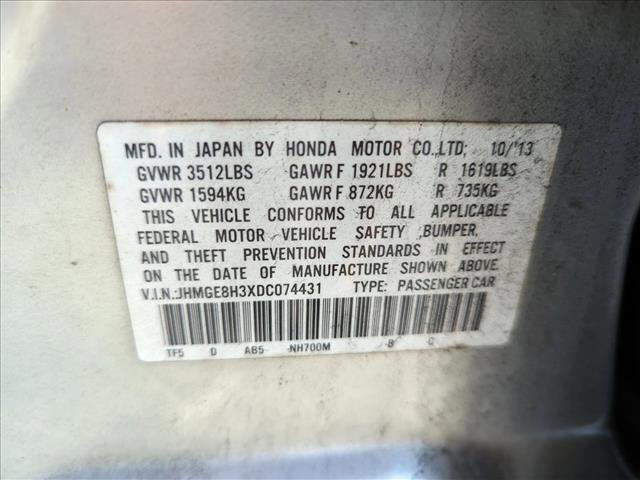 MFD. IN JAPAN BY HONDA MOTOR CO.,LTD; 10/'13
GVWR 3512LBS GAWR F 1921LBS R 1619LBS
GVWR 1594KG GAWR F 872KG R 735KG
THIS VEHICLE CONFORMS TO ALL APPLICABLE
FEDERAL MOTOR VEHICLE SAFETY ,BUMPER,
AND THEFT PREVENTION STANDARDS IN EFFECT
ON THE DATE OF MANUFACTURE SHOWN ABOVE.
V.I.N.:JHMGE8H3XDC074431 TYPE: PASSENGER CAR
TF5 D AB5 NH700M B C